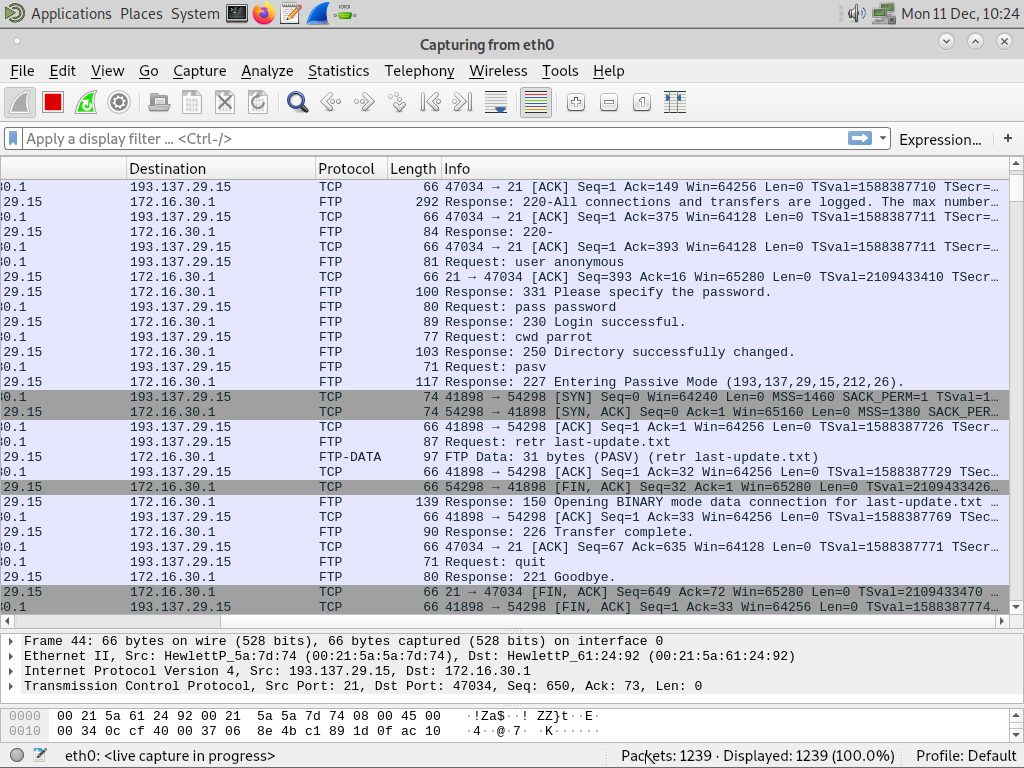 Applications Places System Mon 11 Dec, 10:24
Capturing from eth0
File Edit View Go Capture Analyze Statistics Telephony Wireless Tools Help
Apply a display filter ... <Ctrl-/> Expression... +
Destination Protocol Length Info
30.1 193.137.29.15 TCP 66 47034 → 21 [ACK] Seq=1 Ack=149 Win=64256 Len=0 TSval=1588387710 TSecr=…
29.15 172.16.30.1 FTP 292 Response: 220-All connections and transfers are logged. The max number…
30.1 193.137.29.15 TCP 66 47034 → 21 [ACK] Seq=1 Ack=375 Win=64128 Len=0 TSval=1588387711 TSecr=…
29.15 172.16.30.1 FTP 84 Response: 220-
30.1 193.137.29.15 TCP 66 47034 → 21 [ACK] Seq=1 Ack=393 Win=64128 Len=0 TSval=1588387711 TSecr=…
30.1 193.137.29.15 FTP 81 Request: user anonymous
29.15 172.16.30.1 TCP 66 21 → 47034 [ACK] Seq=393 Ack=16 Win=65280 Len=0 TSval=2109433410 TSecr…
29.15 172.16.30.1 FTP 100 Response: 331 Please specify the password.
30.1 193.137.29.15 FTP 80 Request: pass password
29.15 172.16.30.1 FTP 89 Response: 230 Login successful.
30.1 193.137.29.15 FTP 77 Request: cwd parrot
29.15 172.16.30.1 FTP 103 Response: 250 Directory successfully changed.
30.1 193.137.29.15 FTP 71 Request: pasv
29.15 172.16.30.1 FTP 117 Response: 227 Entering Passive Mode (193,137,29,15,212,26).
30.1 193.137.29.15 TCP 74 41898 → 54298 [SYN] Seq=0 Win=64240 Len=0 MSS=1460 SACK_PERM=1 TSval=1…
29.15 172.16.30.1 TCP 74 54298 → 41898 [SYN, ACK] Seq=0 Ack=1 Win=65160 Len=0 MSS=1380 SACK_PER…
30.1 193.137.29.15 TCP 66 41898 → 54298 [ACK] Seq=1 Ack=1 Win=64256 Len=0 TSval=1588387726 TSecr…
30.1 193.137.29.15 FTP 87 Request: retr last-update.txt
29.15 172.16.30.1 FTP-DATA 97 FTP Data: 31 bytes (PASV) (retr last-update.txt)
30.1 193.137.29.15 TCP 66 41898 → 54298 [ACK] Seq=1 Ack=32 Win=64256 Len=0 TSval=1588387729 TSec…
29.15 172.16.30.1 TCP 66 54298 → 41898 [FIN, ACK] Seq=32 Ack=1 Win=65280 Len=0 TSval=2109433426…
29.15 172.16.30.1 FTP 139 Response: 150 Opening BINARY mode data connection for last-update.txt …
30.1 193.137.29.15 TCP 66 41898 → 54298 [ACK] Seq=1 Ack=33 Win=64256 Len=0 TSval=1588387769 TSec…
29.15 172.16.30.1 FTP 90 Response: 226 Transfer complete.
30.1 193.137.29.15 TCP 66 47034 → 21 [ACK] Seq=67 Ack=635 Win=64128 Len=0 TSval=1588387771 TSecr…
30.1 193.137.29.15 FTP 71 Request: quit
29.15 172.16.30.1 FTP 80 Response: 221 Goodbye.
29.15 172.16.30.1 TCP 66 21 → 47034 [FIN, ACK] Seq=649 Ack=72 Win=65280 Len=0 TSval=2109433470 …
30.1 193.137.29.15 TCP 66 41898 → 54298 [FIN, ACK] Seq=1 Ack=33 Win=64256 Len=0 TSval=1588387774…
Frame 44: 66 bytes on wire (528 bits), 66 bytes captured (528 bits) on interface 0
Ethernet II, Src: HewlettP_5a:7d:74 (00:21:5a:5a:7d:74), Dst: HewlettP_61:24:92 (00:21:5a:61:24:92)
Internet Protocol Version 4, Src: 193.137.29.15, Dst: 172.16.30.1
Transmission Control Protocol, Src Port: 21, Dst Port: 47034, Seq: 650, Ack: 73, Len: 0
0000 00 21 5a 61 24 92 00 21 5a 5a 7d 74 08 00 45 00 ·!Za$··! ZZ}t··E·
0010 00 34 0c cf 40 00 37 06 8e 4b c1 89 1d 0f ac 10 ·4··@·7· ·K······
eth0: <live capture in progress> Packets: 1239 · Displayed: 1239 (100.0%) Profile: Default